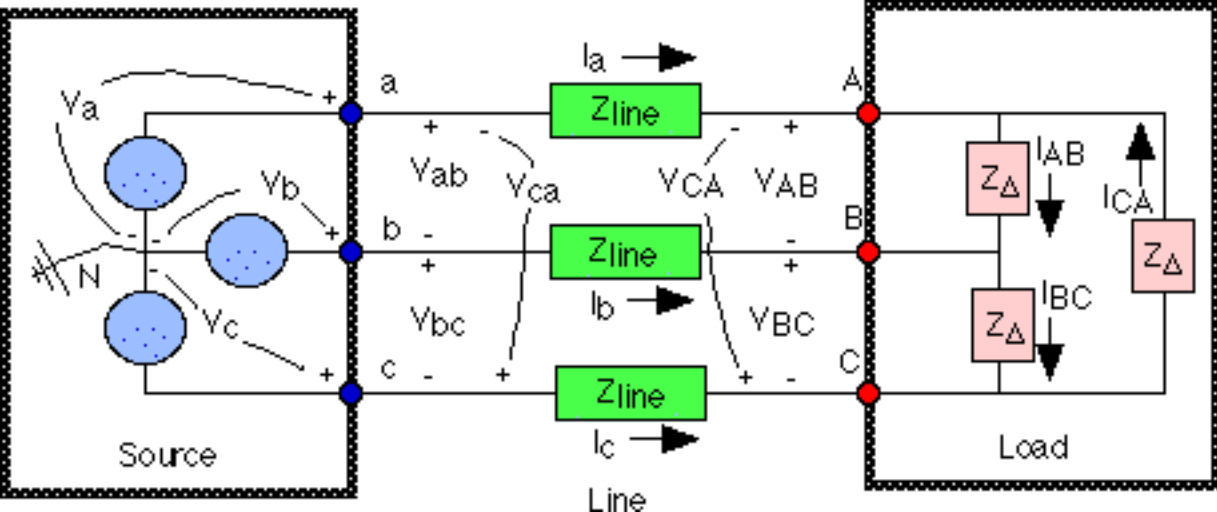 Ia
a
A
Va
+
Zline
+
-
-
+
IAB
Vab
Vca
VCA
VAB
ZΔ
Vb
ICA
+
b
B
-
-
-
-
Zline
ZΔ
N
-
+
+
Ib
IBC
Vc
Vbc
VBC
ZΔ
+
c
-
+
Zline
+
-
C
Source
Ic
Load
Line